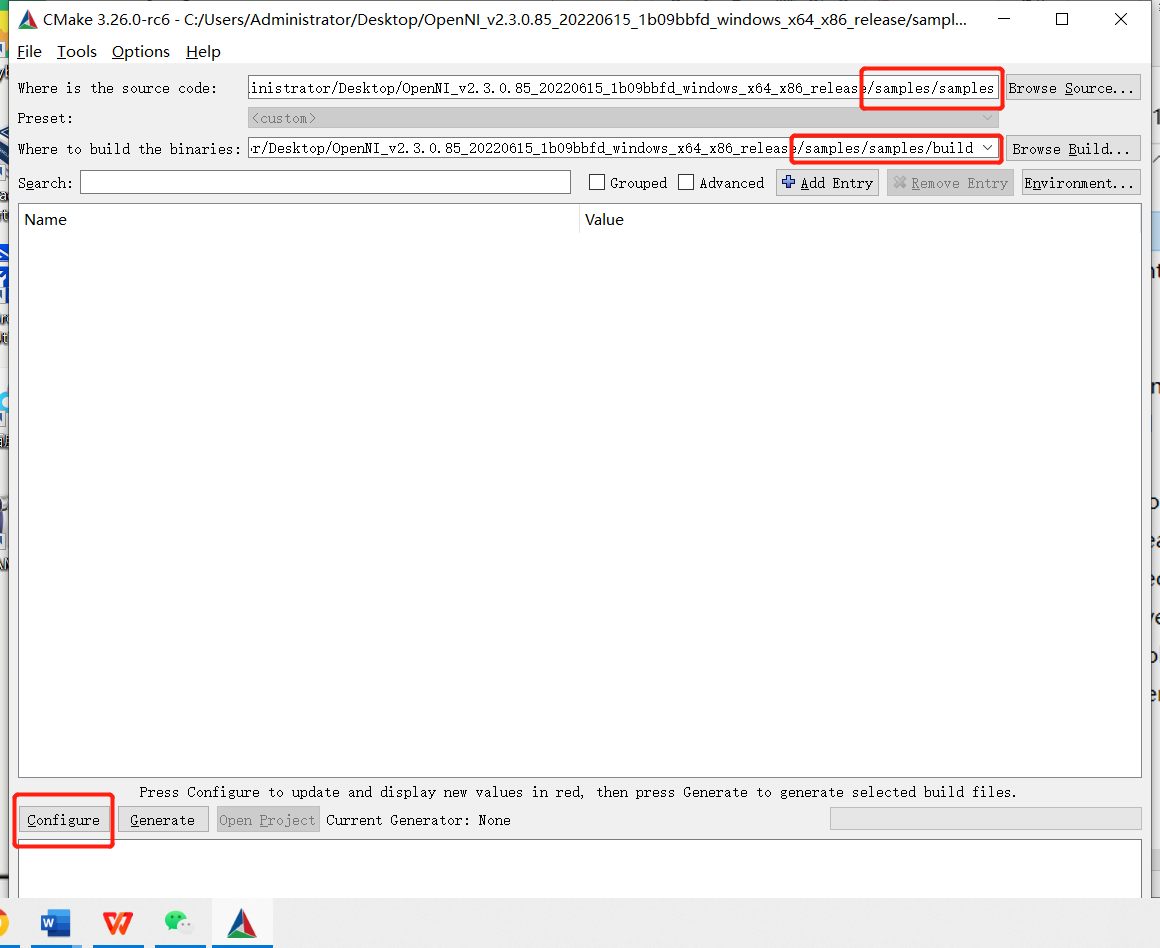 CMake 3.26.0-rc6 - C:/Users/Administrator/Desktop/OpenNI_v2.3.0.85_20220615_1b09bbfd_windows_x64_x86_release/sampl...
File Tools Options Help
Where is the source code: inistrator/Desktop/OpenNI_v2.3.0.85_20220615_1b09bbfd_windows_x64_x86_release/samples/samples Browse Source...
Preset: <custom>
Where to build the binaries: r/Desktop/OpenNI_v2.3.0.85_20220615_1b09bbfd_windows_x64_x86_release/samples/samples/build Browse Build...
Search: Grouped Advanced Add Entry Remove Entry Environment...
Name Value
Press Configure to update and display new values in red, then press Generate to generate selected build files.
Configure Generate Open Project Current Generator: None